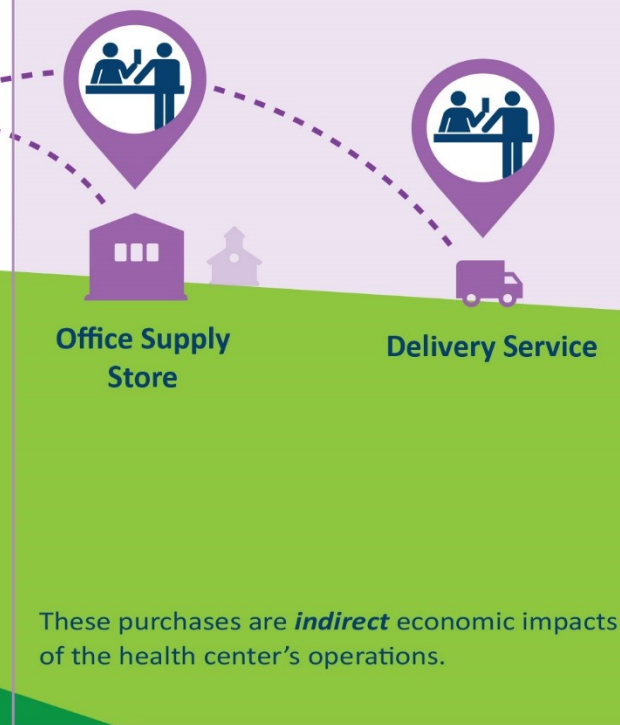 Office Supply
Store
Delivery Service
These purchases are indirect economic impacts
of the health center’s operations.